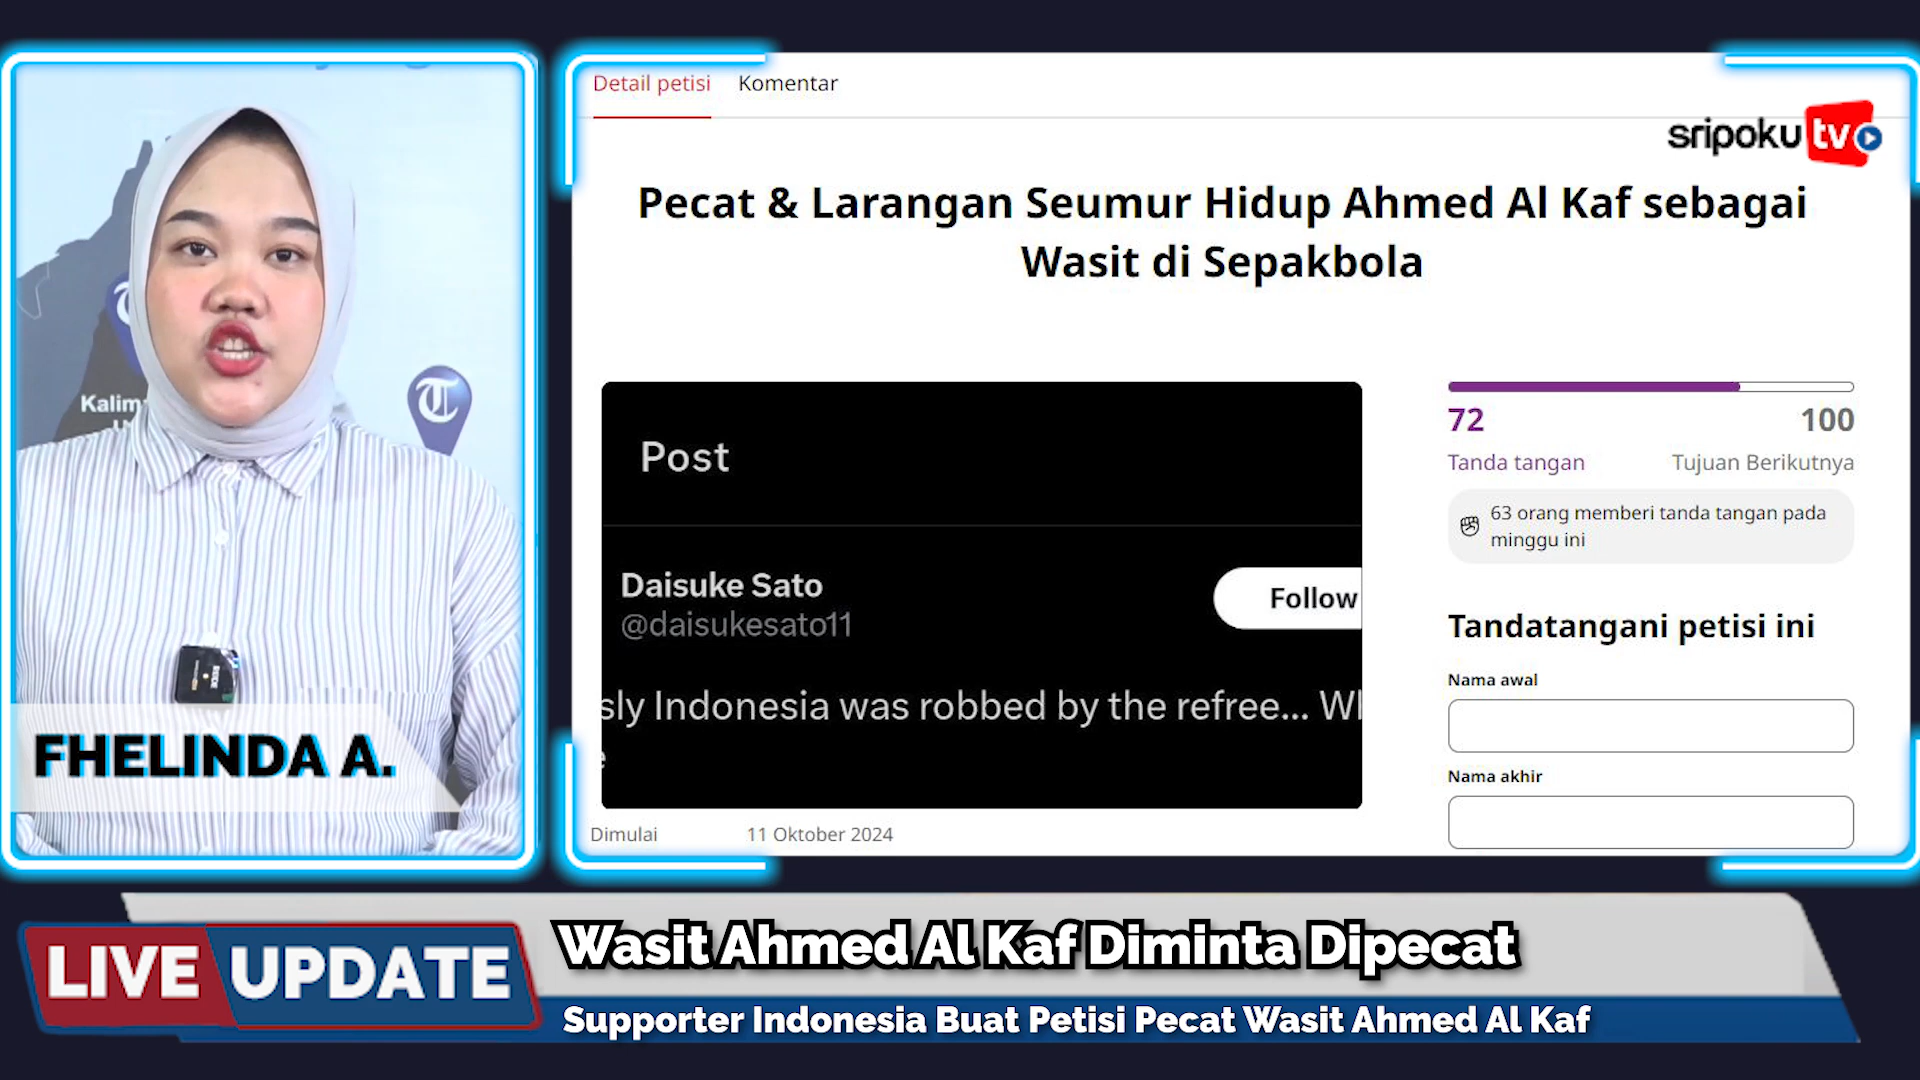 Detail petisi Komentar
sripoku tv
Pecat & Larangan Seumur Hidup Ahmed Al Kaf sebagai
Wasit di Sepakbola
Post
Daisuke Sato
@daisukesato11
Follow
sly Indonesia was robbed by the refree... Wh
e
Dimulai 11 Oktober 2024
72 100
Tanda tangan Tujuan Berikutnya
63 orang memberi tanda tangan pada
minggu ini
Tandatangani petisi ini
Nama awal
Nama akhir
Kalim
FHELINDA A.
LIVE UPDATE
Wasit Ahmed Al Kaf Diminta Dipecat
Supporter Indonesia Buat Petisi Pecat Wasit Ahmed Al Kaf